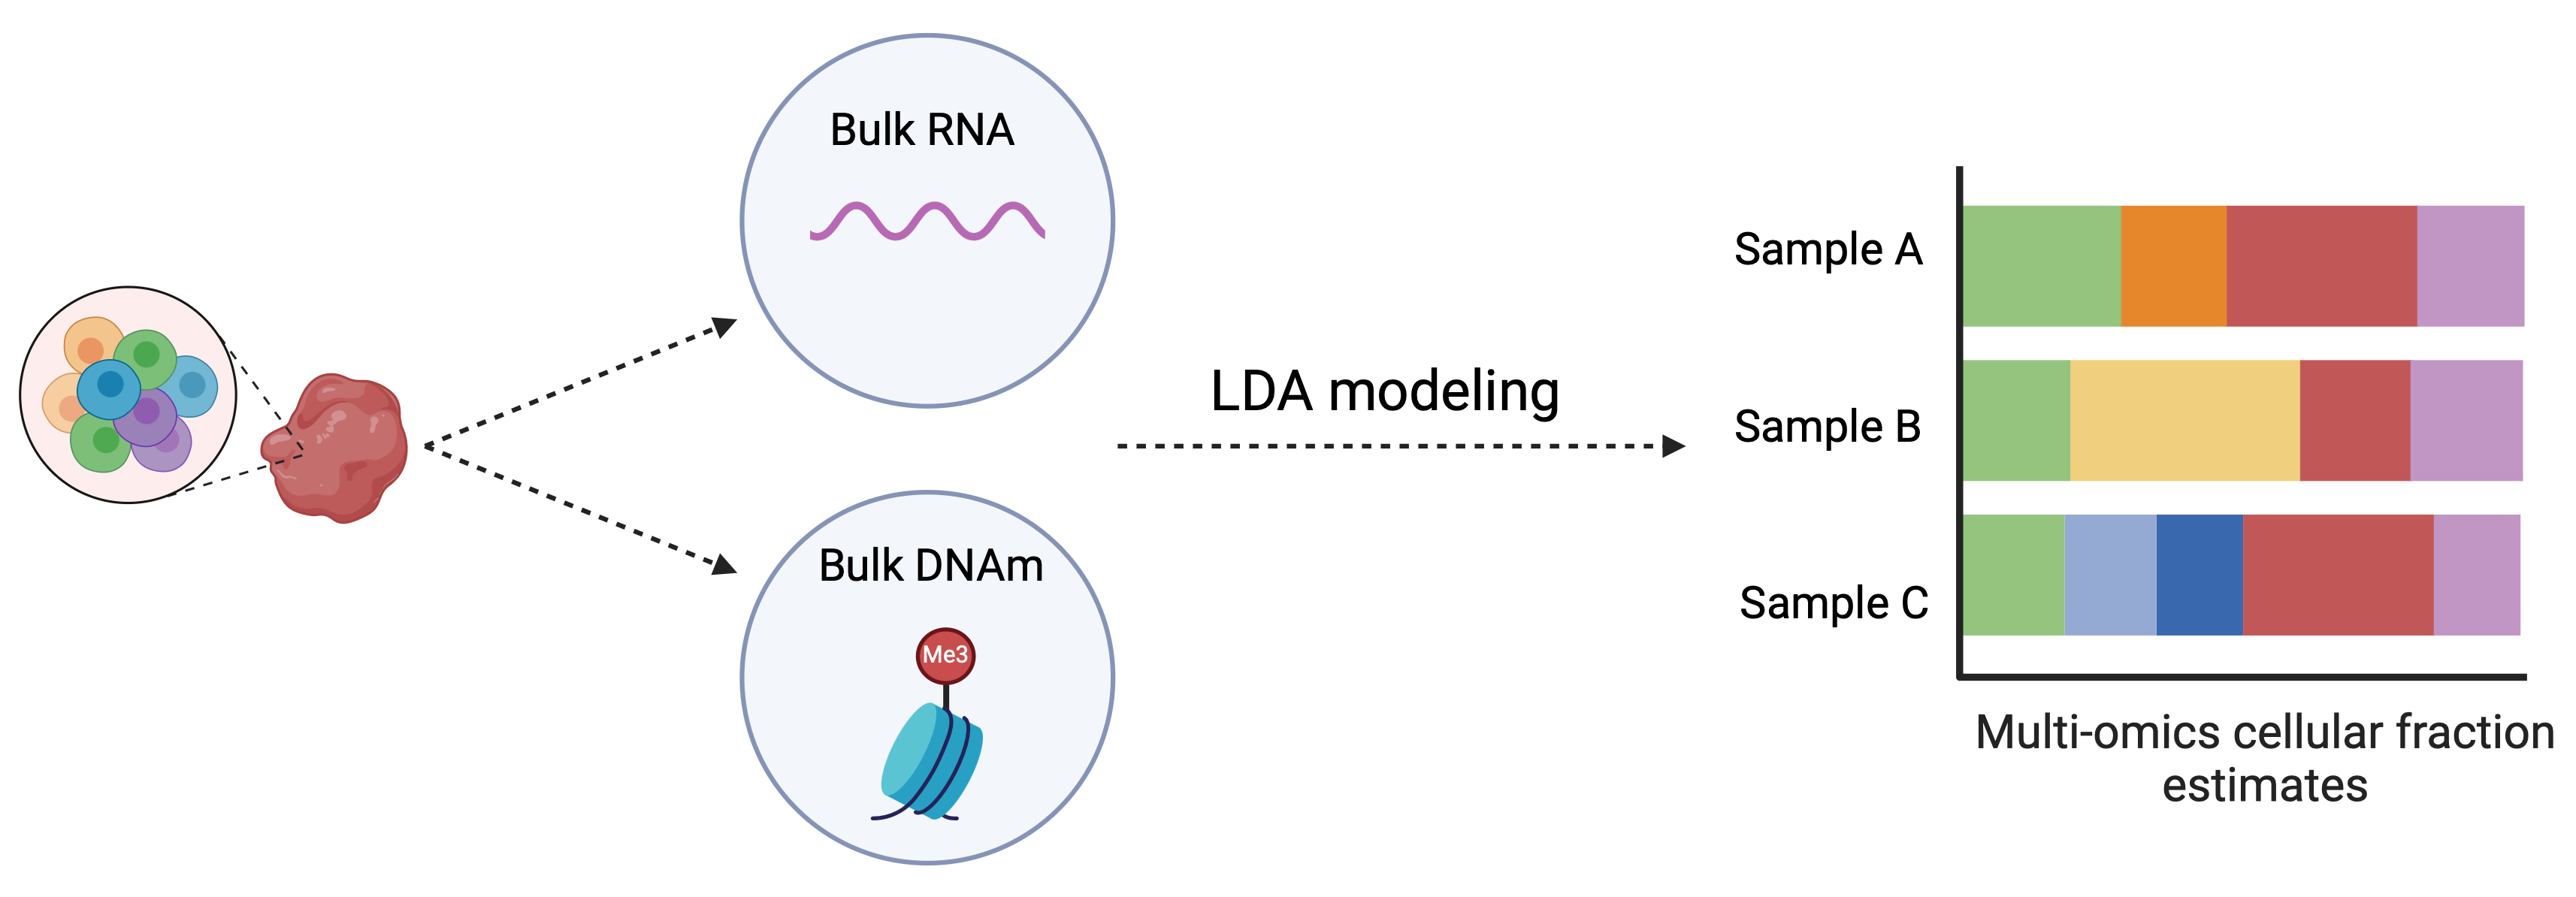 Bulk RNA
Bulk DNAm
Me3
LDA modeling
Sample A
Sample B
Sample C
Multi-omics cellular fraction
estimates